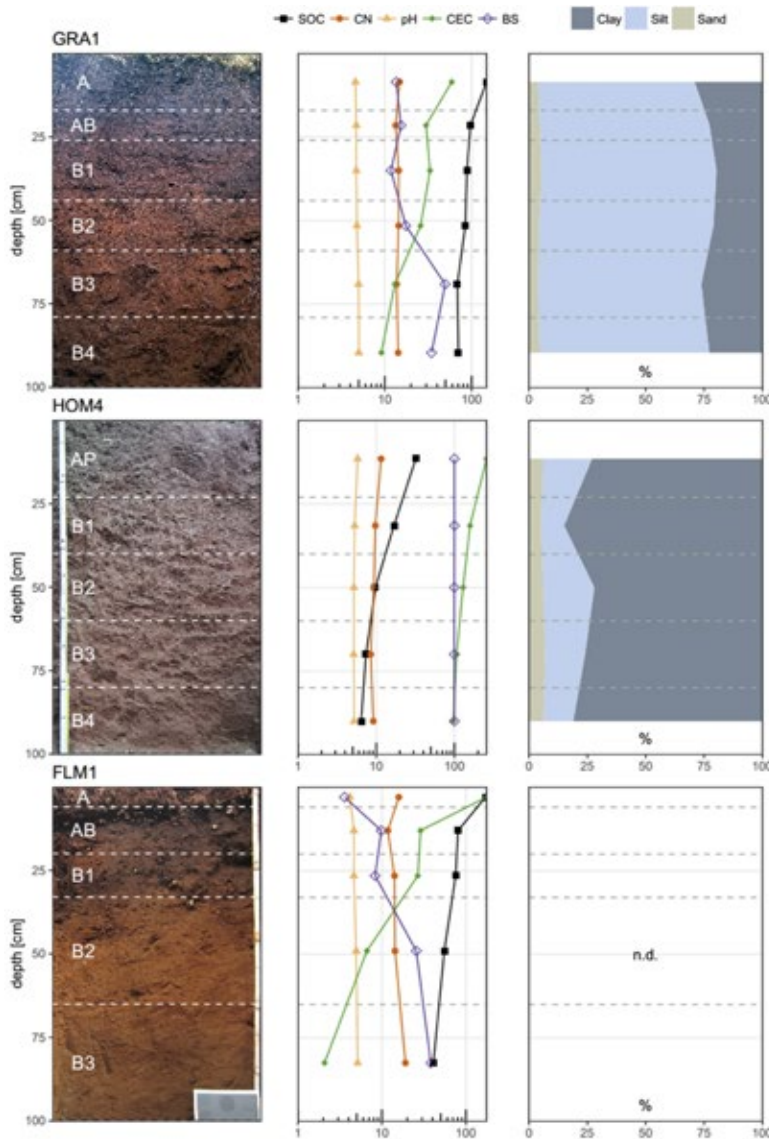 SOC CN pH CEC BS Clay Silt Sand
GRA1
A
AB
25
B1
depth [cm]
50
B2
B3
75
B4
100
%
1 10 100 0 25 50 75 100
HOM4
AP
25
B1
depth [cm]
B2
50
B3
75
B4
100
%
1 10 100 0 25 50 75 100
FLM1
A
AB
25
B1
depth [cm]
B2
50
n.d.
75
B3
100
%
1 10 100 0 25 50 75 100